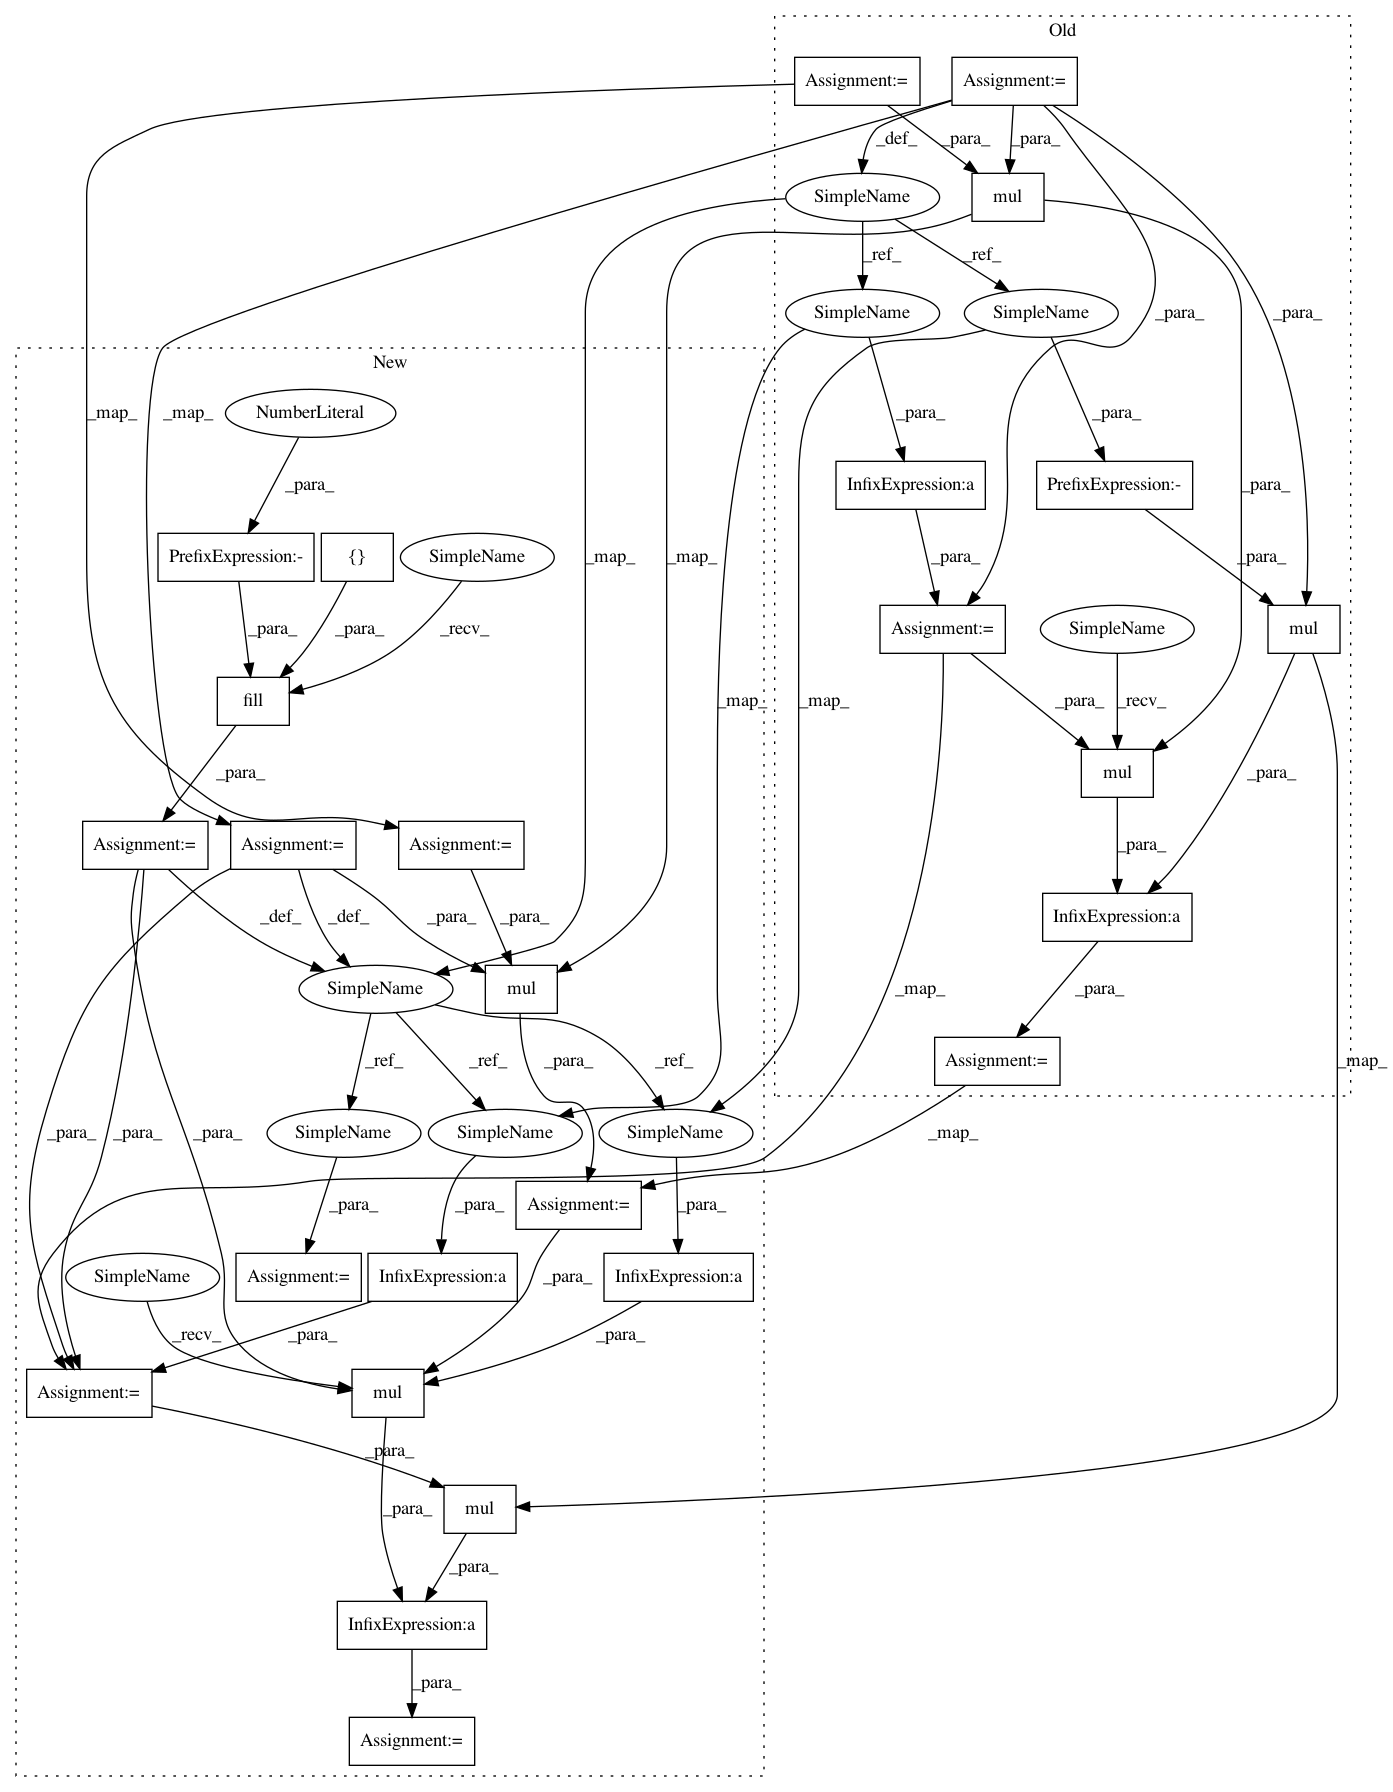 Old
Assignment:=
Assignment:=
_def_
_para_
_para_
SimpleName
mul
_ref_
_ref_
SimpleName
SimpleName
_para_
_para_
New
_map_
_map_
NumberLiteral
_para_
_para_
_para_
InfixExpression:a
PrefixExpression:-
_para_
PrefixExpression:-
{}
SimpleName
_map_
_map_
_para_
_para_
_para_
_para_
_recv_
Assignment:=
SimpleName
mul
fill
_map_
_map_
_para_
_recv_
_para_
_para_
mul
Assignment:=
Assignment:=
Assignment:=
_para_
_def_
_def_
_para_
_para_
InfixExpression:a
SimpleName
mul
_map_
_para_
_ref_
_ref_
_ref_
_para_
Assignment:=
_map_
_para_
_para_
_para_
SimpleName
SimpleName
SimpleName
_map_
_para_
_para_
Assignment:=
_para_
SimpleName
Assignment:=
InfixExpression:a
_para_
InfixExpression:a
_recv_
_para_
_para_
Assignment:=
mul
_para_
_para_
mul
_para_
InfixExpression:a
_para_
Assignment:=